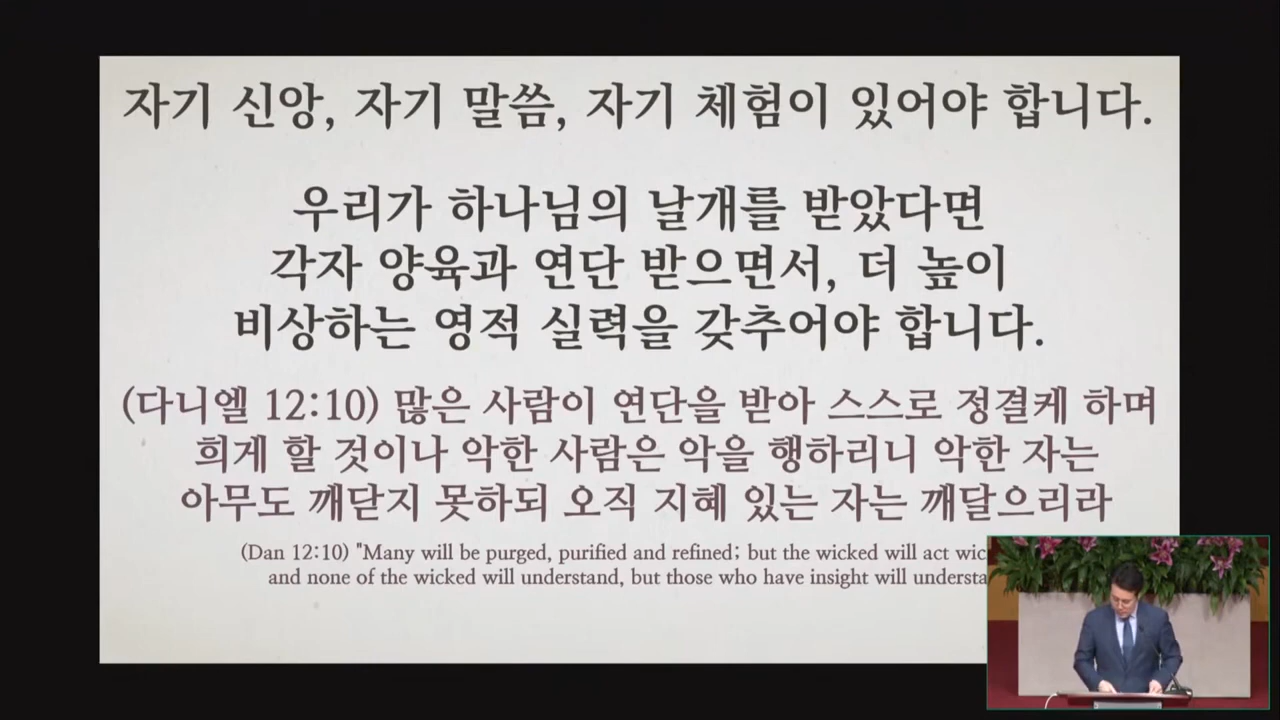 자기 신앙, 자기 말씀, 자기 체험이 있어야 합니다.
우리가 하나님의 날개를 받았다면
각자 양육과 연단 받으면서, 더 높이
비상하는 영적 실력을 갖추어야 합니다.
(다니엘 12:10) 많은 사람이 연단을 받아 스스로 정결케 하며
희게 할 것이나 악한 사람은 악을 행하리니 악한 자는
아무도 깨닫지 못하되 오직 지혜 있는 자는 깨달으리라
(Dan 12:10) "Many will be purged, purified and refined; but the wicked will act
and none of the wicked will understand, but those who have insight will